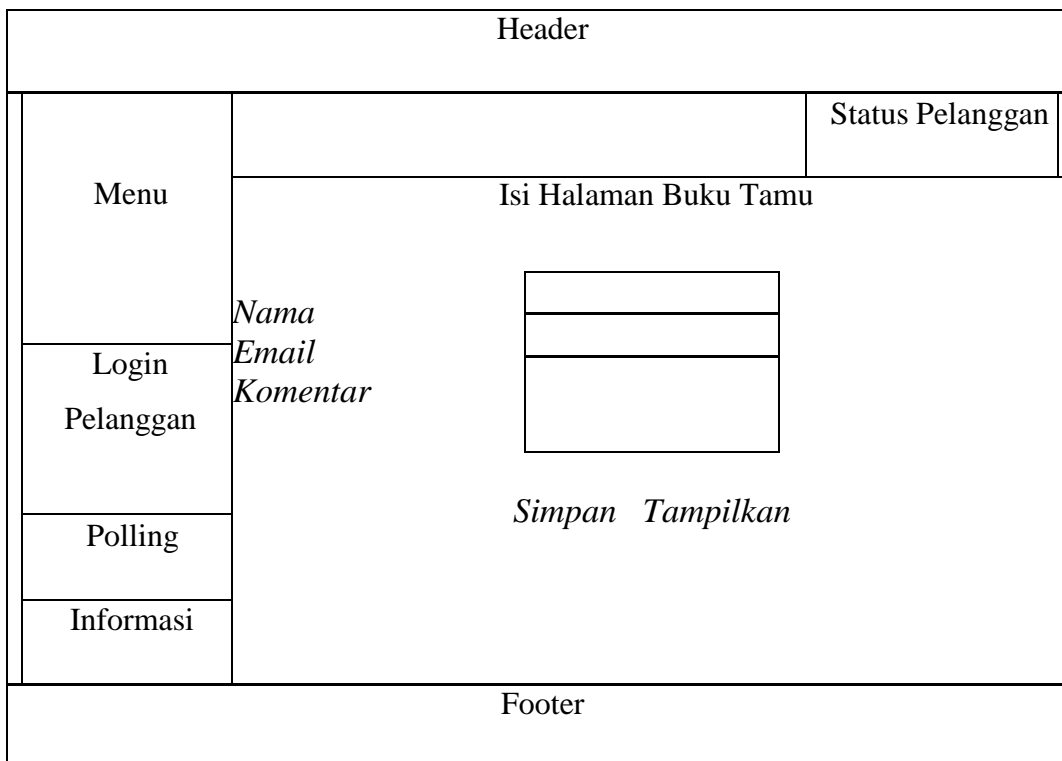 Header
Status Pelanggan
Menu
Isi Halaman Buku Tamu
Nama
Email
Komentar
Login
Pelanggan
Simpan Tampilkan
Polling
Informasi
Footer